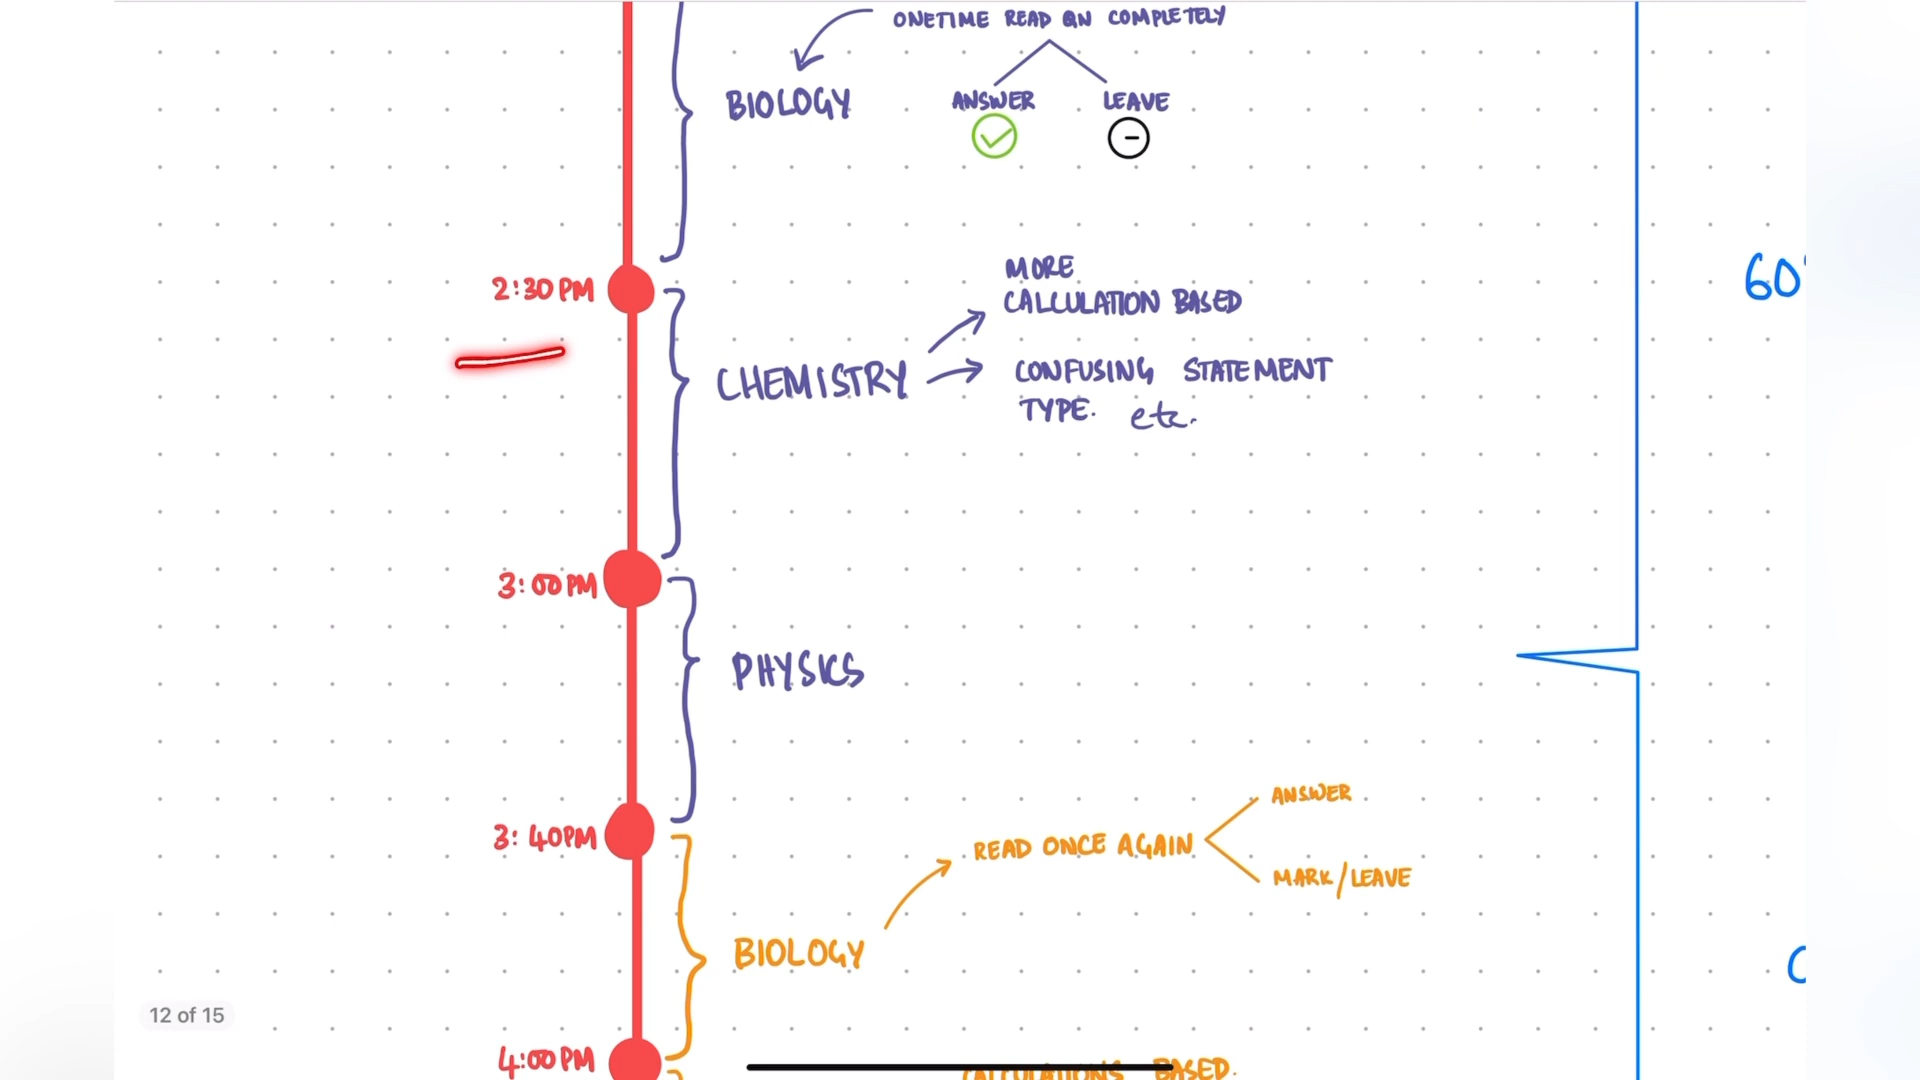 ONETIME READ QN COMPLETELY
BIOLOGY
ANSWER
LEAVE
2:30 PM
MORE
CALCULATION BASED
CHEMISTRY
CONFUSING STATEMENT
TYPE. etc.
60
3:00 PM
PHYSICS
3:40PM
ANSWER
READ ONCE AGAIN
MARK/LEAVE
BIOLOGY
12 of 15
4:00 PM
CALCULATIONS BASED.